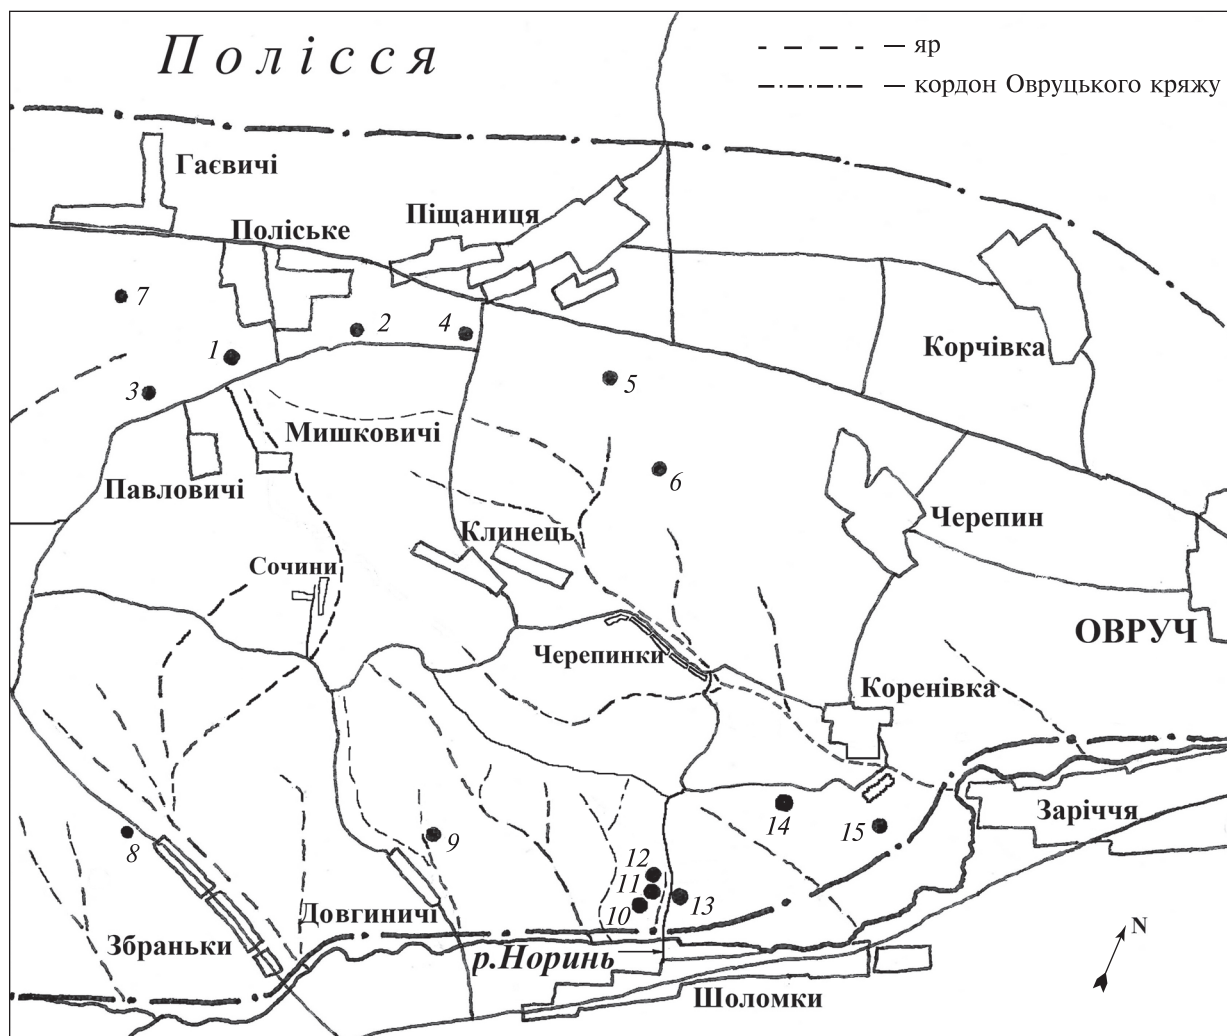 Полісся
— яр
— кордон Овруцького кряжу
Гаєвичі
Піщаниця
Поліське
7
2
4
1
Корчівка
3
5
Мишковичі
6
Павловичі
Черепин
Клинець
Сочини
ОВРУЧ
Черепинки
Коренівка
Заріччя
14
15
8
9
12
11
10
13
Довгиничі
Збраньки
N
р.Норинь
Шоломки